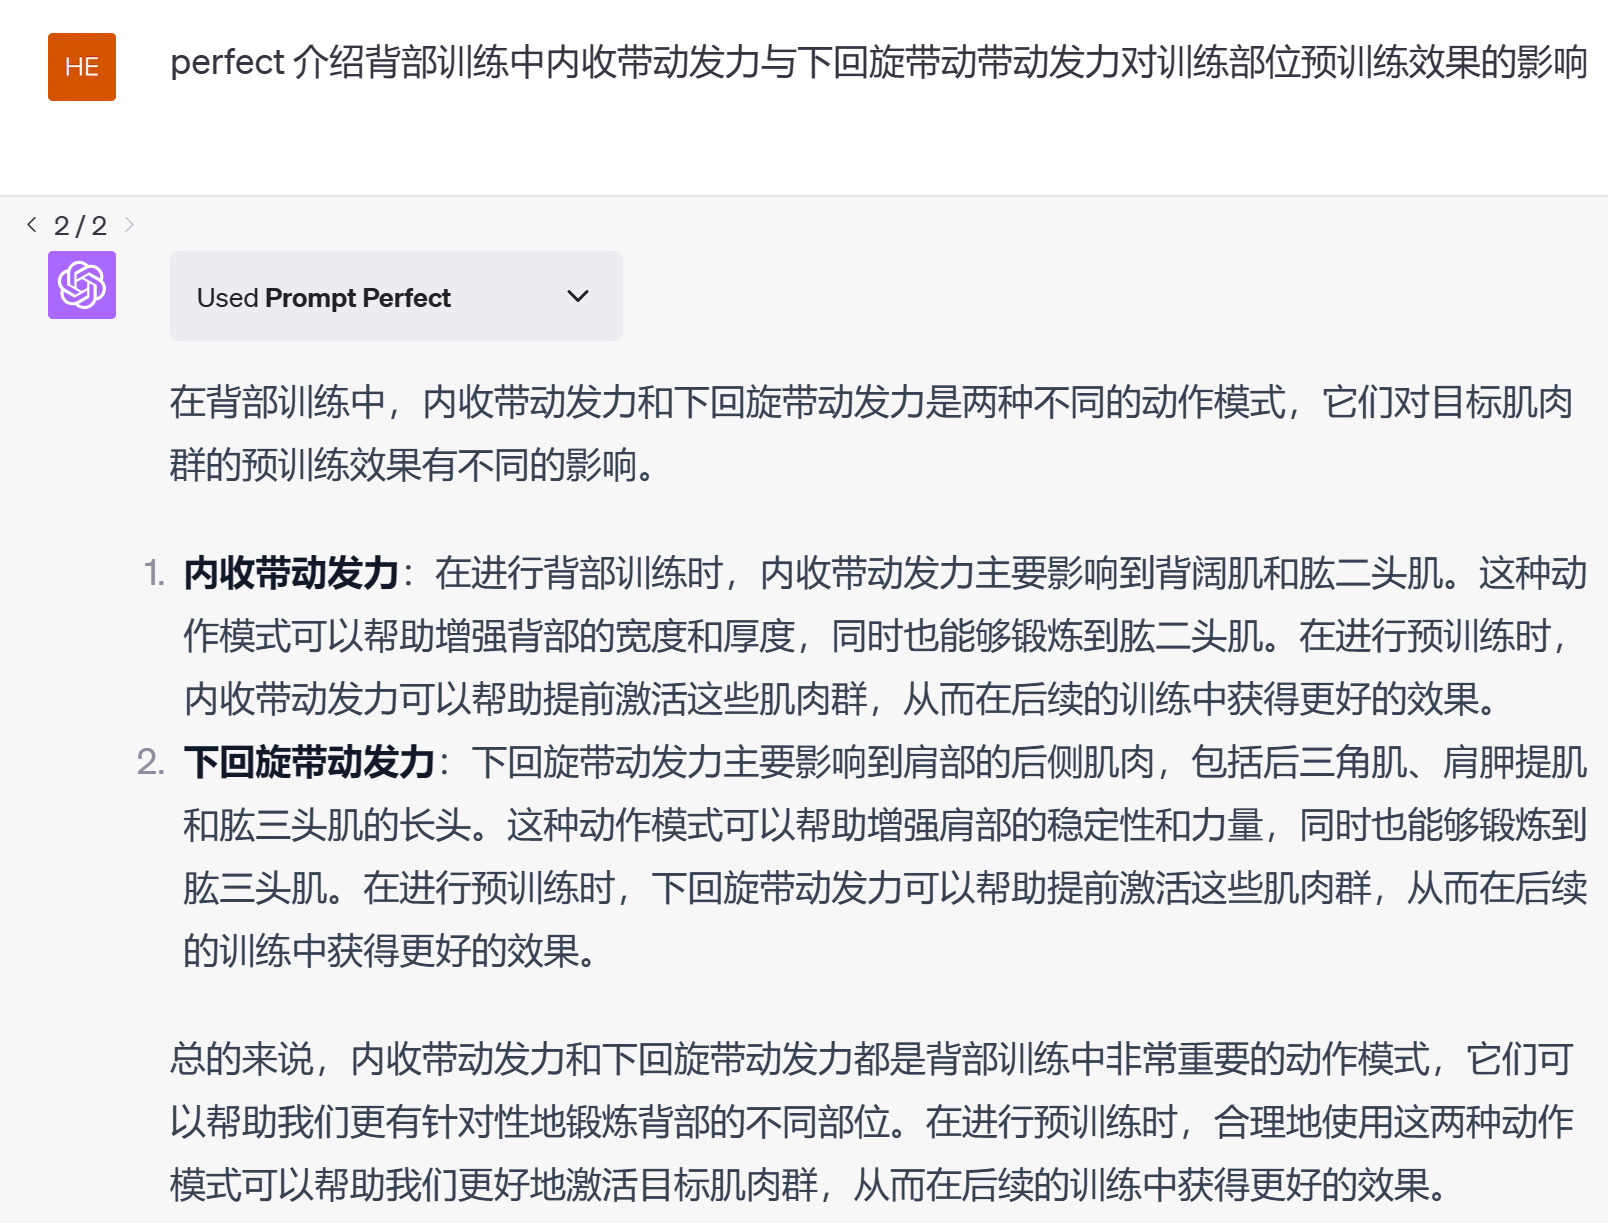 HE
perfect 介绍背部训练中内收带动发力与下回旋带动带动发力对训练部位预训练效果的影响
2 / 2
Used Prompt Perfect
在背部训练中，内收带动发力和下回旋带动发力是两种不同的动作模式，它们对目标肌肉
群的预训练效果有不同的影响。
1. 内收带动发力：在进行背部训练时，内收带动发力主要影响到背阔肌和肱二头肌。这种动
作模式可以帮助增强背部的宽度和厚度，同时也能够锻炼到肱二头肌。在进行预训练时，
内收带动发力可以帮助提前激活这些肌肉群，从而在后续的训练中获得更好的效果。
2. 下回旋带动发力：下回旋带动发力主要影响到肩部的后侧肌肉，包括后三角肌、肩胛提肌
和肱三头肌的长头。这种动作模式可以帮助增强肩部的稳定性和力量，同时也能够锻炼到
肱三头肌。在进行预训练时，下回旋带动发力可以帮助提前激活这些肌肉群，从而在后续
的训练中获得更好的效果。
总的来说，内收带动发力和下回旋带动发力都是背部训练中非常重要的动作模式，它们可
以帮助我们更有针对性地锻炼背部的不同部位。在进行预训练时，合理地使用这两种动作
模式可以帮助我们更好地激活目标肌肉群，从而在后续的训练中获得更好的效果。